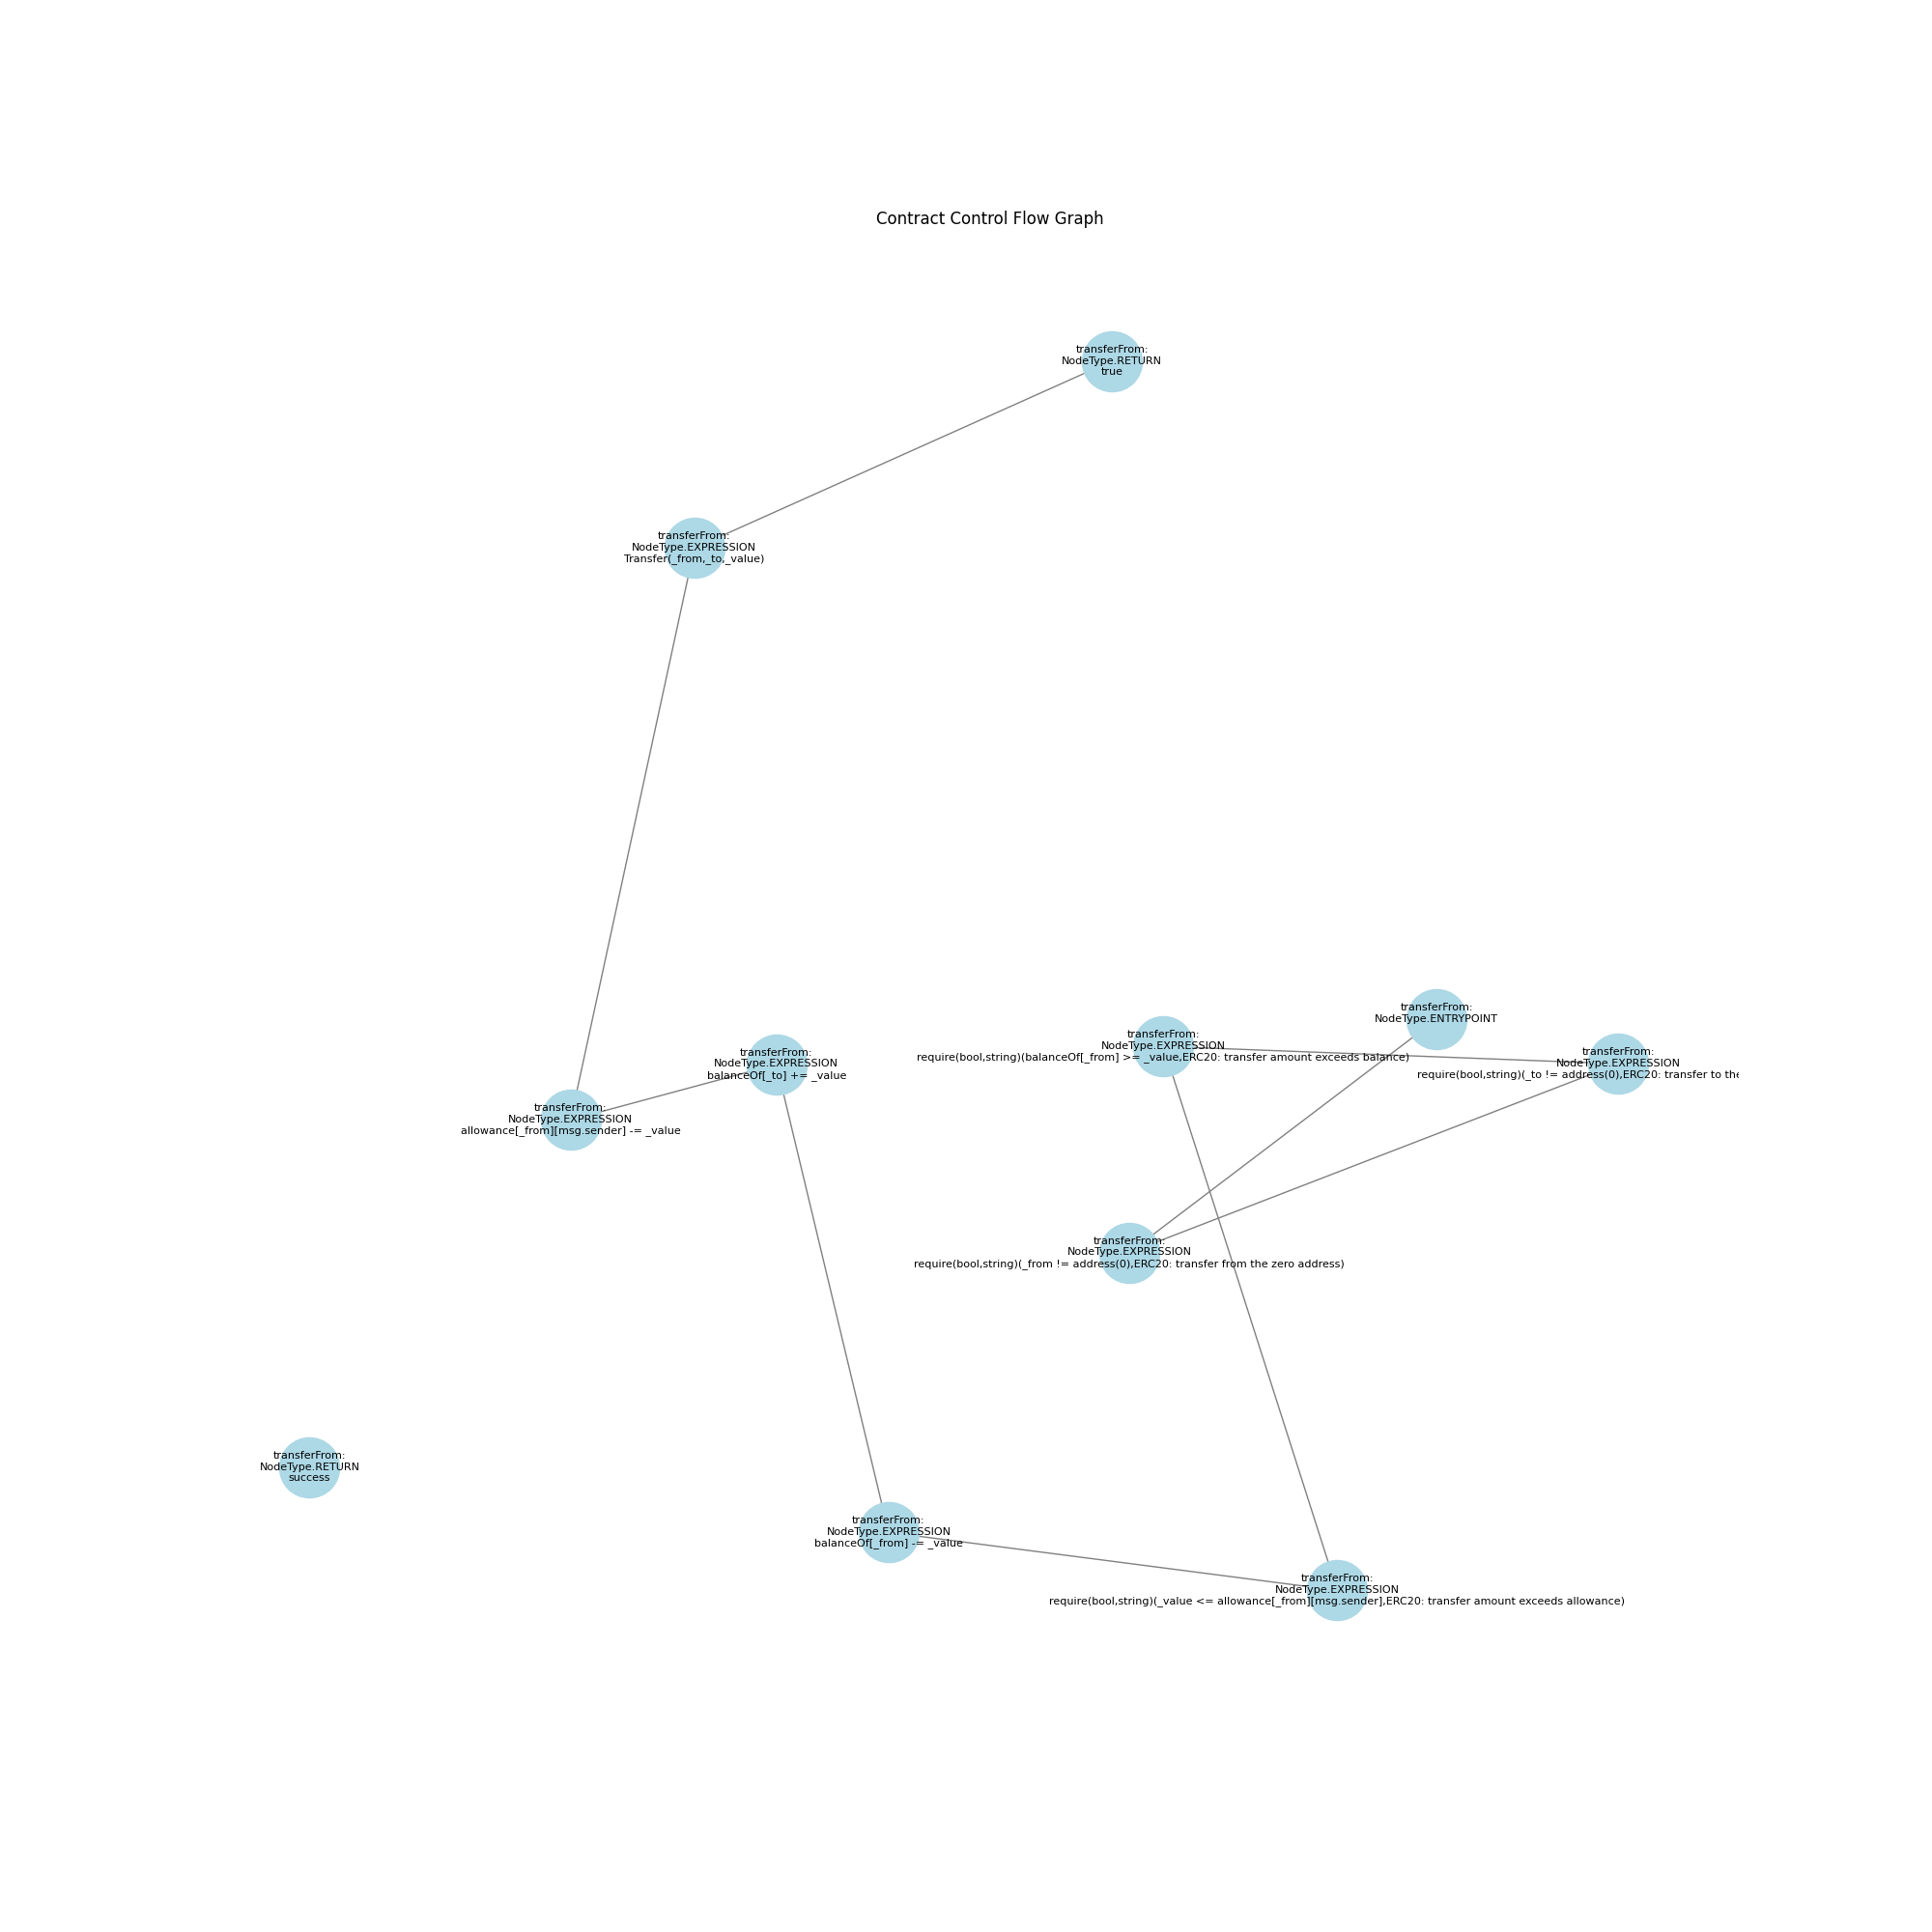 Contract Control Flow Graph
transferFrom:
NodeType.RETURN
true
transferFrom:
NodeType.EXPRESSION
Transfer(_from,_to,_value)
transferFrom:
NodeType.ENTRYPOINT
transferFrom:
NodeType.EXPRESSION
require(bool,string)(balanceOf[_from] >= _value,ERC20: transfer amount exceeds balance)
transferFrom:
NodeType.EXPRESSION
require(bool,string)(_to != address(0),ERC20: transfer to the
transferFrom:
NodeType.EXPRESSION
balanceOf[_to] += _value
transferFrom:
NodeType.EXPRESSION
allowance[_from][msg.sender] -= _value
transferFrom:
NodeType.EXPRESSION
require(bool,string)(_from != address(0),ERC20: transfer from the zero address)
transferFrom:
NodeType.RETURN
success
transferFrom:
NodeType.EXPRESSION
balanceOf[_from] -= _value
transferFrom:
NodeType.EXPRESSION
require(bool,string)(_value <= allowance[_from][msg.sender],ERC20: transfer amount exceeds allowance)